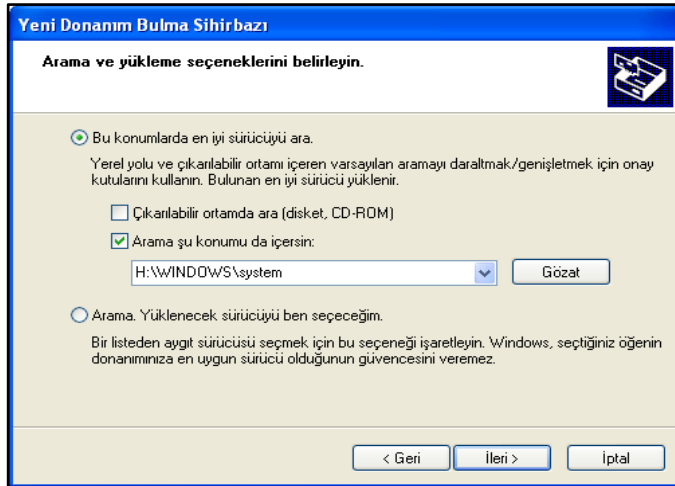 Yeni Donanım Bulma Sihirbazı
Arama ve yükleme seçeneklerini belirleyin.
Bu konumlarda en iyi sürücüyü ara.
Yerel yolu ve çıkarılabilir ortamı içeren varsayılan aramayı daraltmak/genişletmek için onay
kutularını kullanın. Bulunan en iyi sürücü yüklenir.
Çıkarılabilir ortamda ara (disket, CD-ROM)
Arama şu konumu da içersin:
H:\WINDOWS\system
Gözat
Arama. Yüklenecek sürücüyü ben seçeceğim.
Bir listeden aygıt sürücüsü seçmek için bu seçeneği işaretleyin. Windows, seçtiğiniz öğenin
donanımınıza en uygun sürücü olduğunun güvencesini veremez.
< Geri
İleri >
İptal